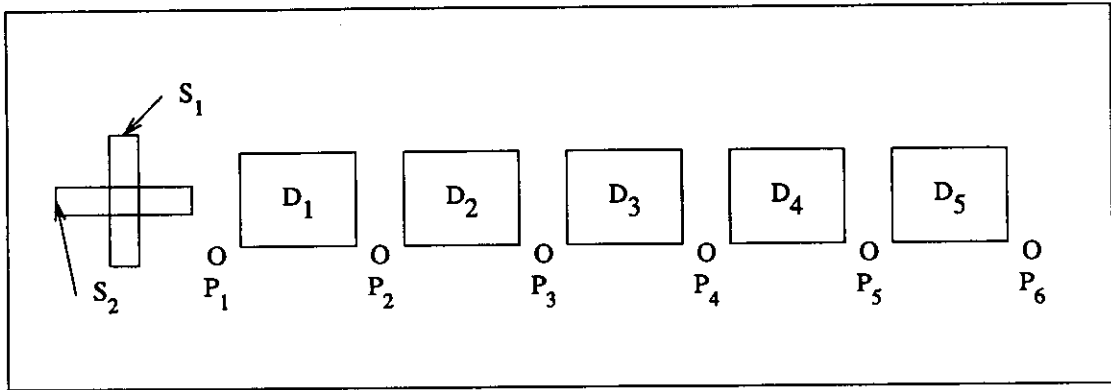 S1
D1 D2 D3 D4 D5
S2
O O O O O O
P1 P2 P3 P4 P5 P6